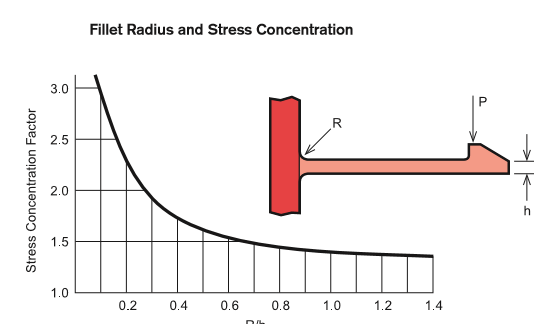 Fillet Radius and Stress Concentration
Stress Concentration Factor
3.0
2.5
2.0
1.5
1.0
0.2 0.4 0.6 0.8 1.0 1.2 1.4
R
P
h